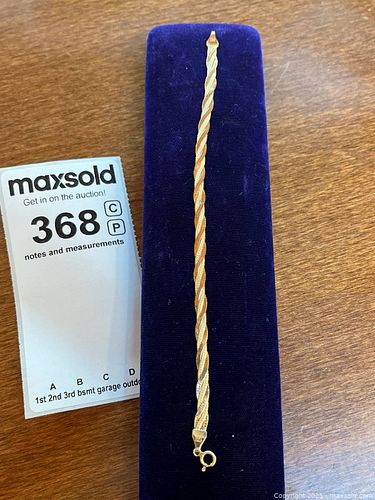 maxsold
Get in on the auction!
368 C
P
notes and measurements
A B C D
1st 2nd 3rd bsmt garage outdo
Copyright 2025 - MaxSold.com